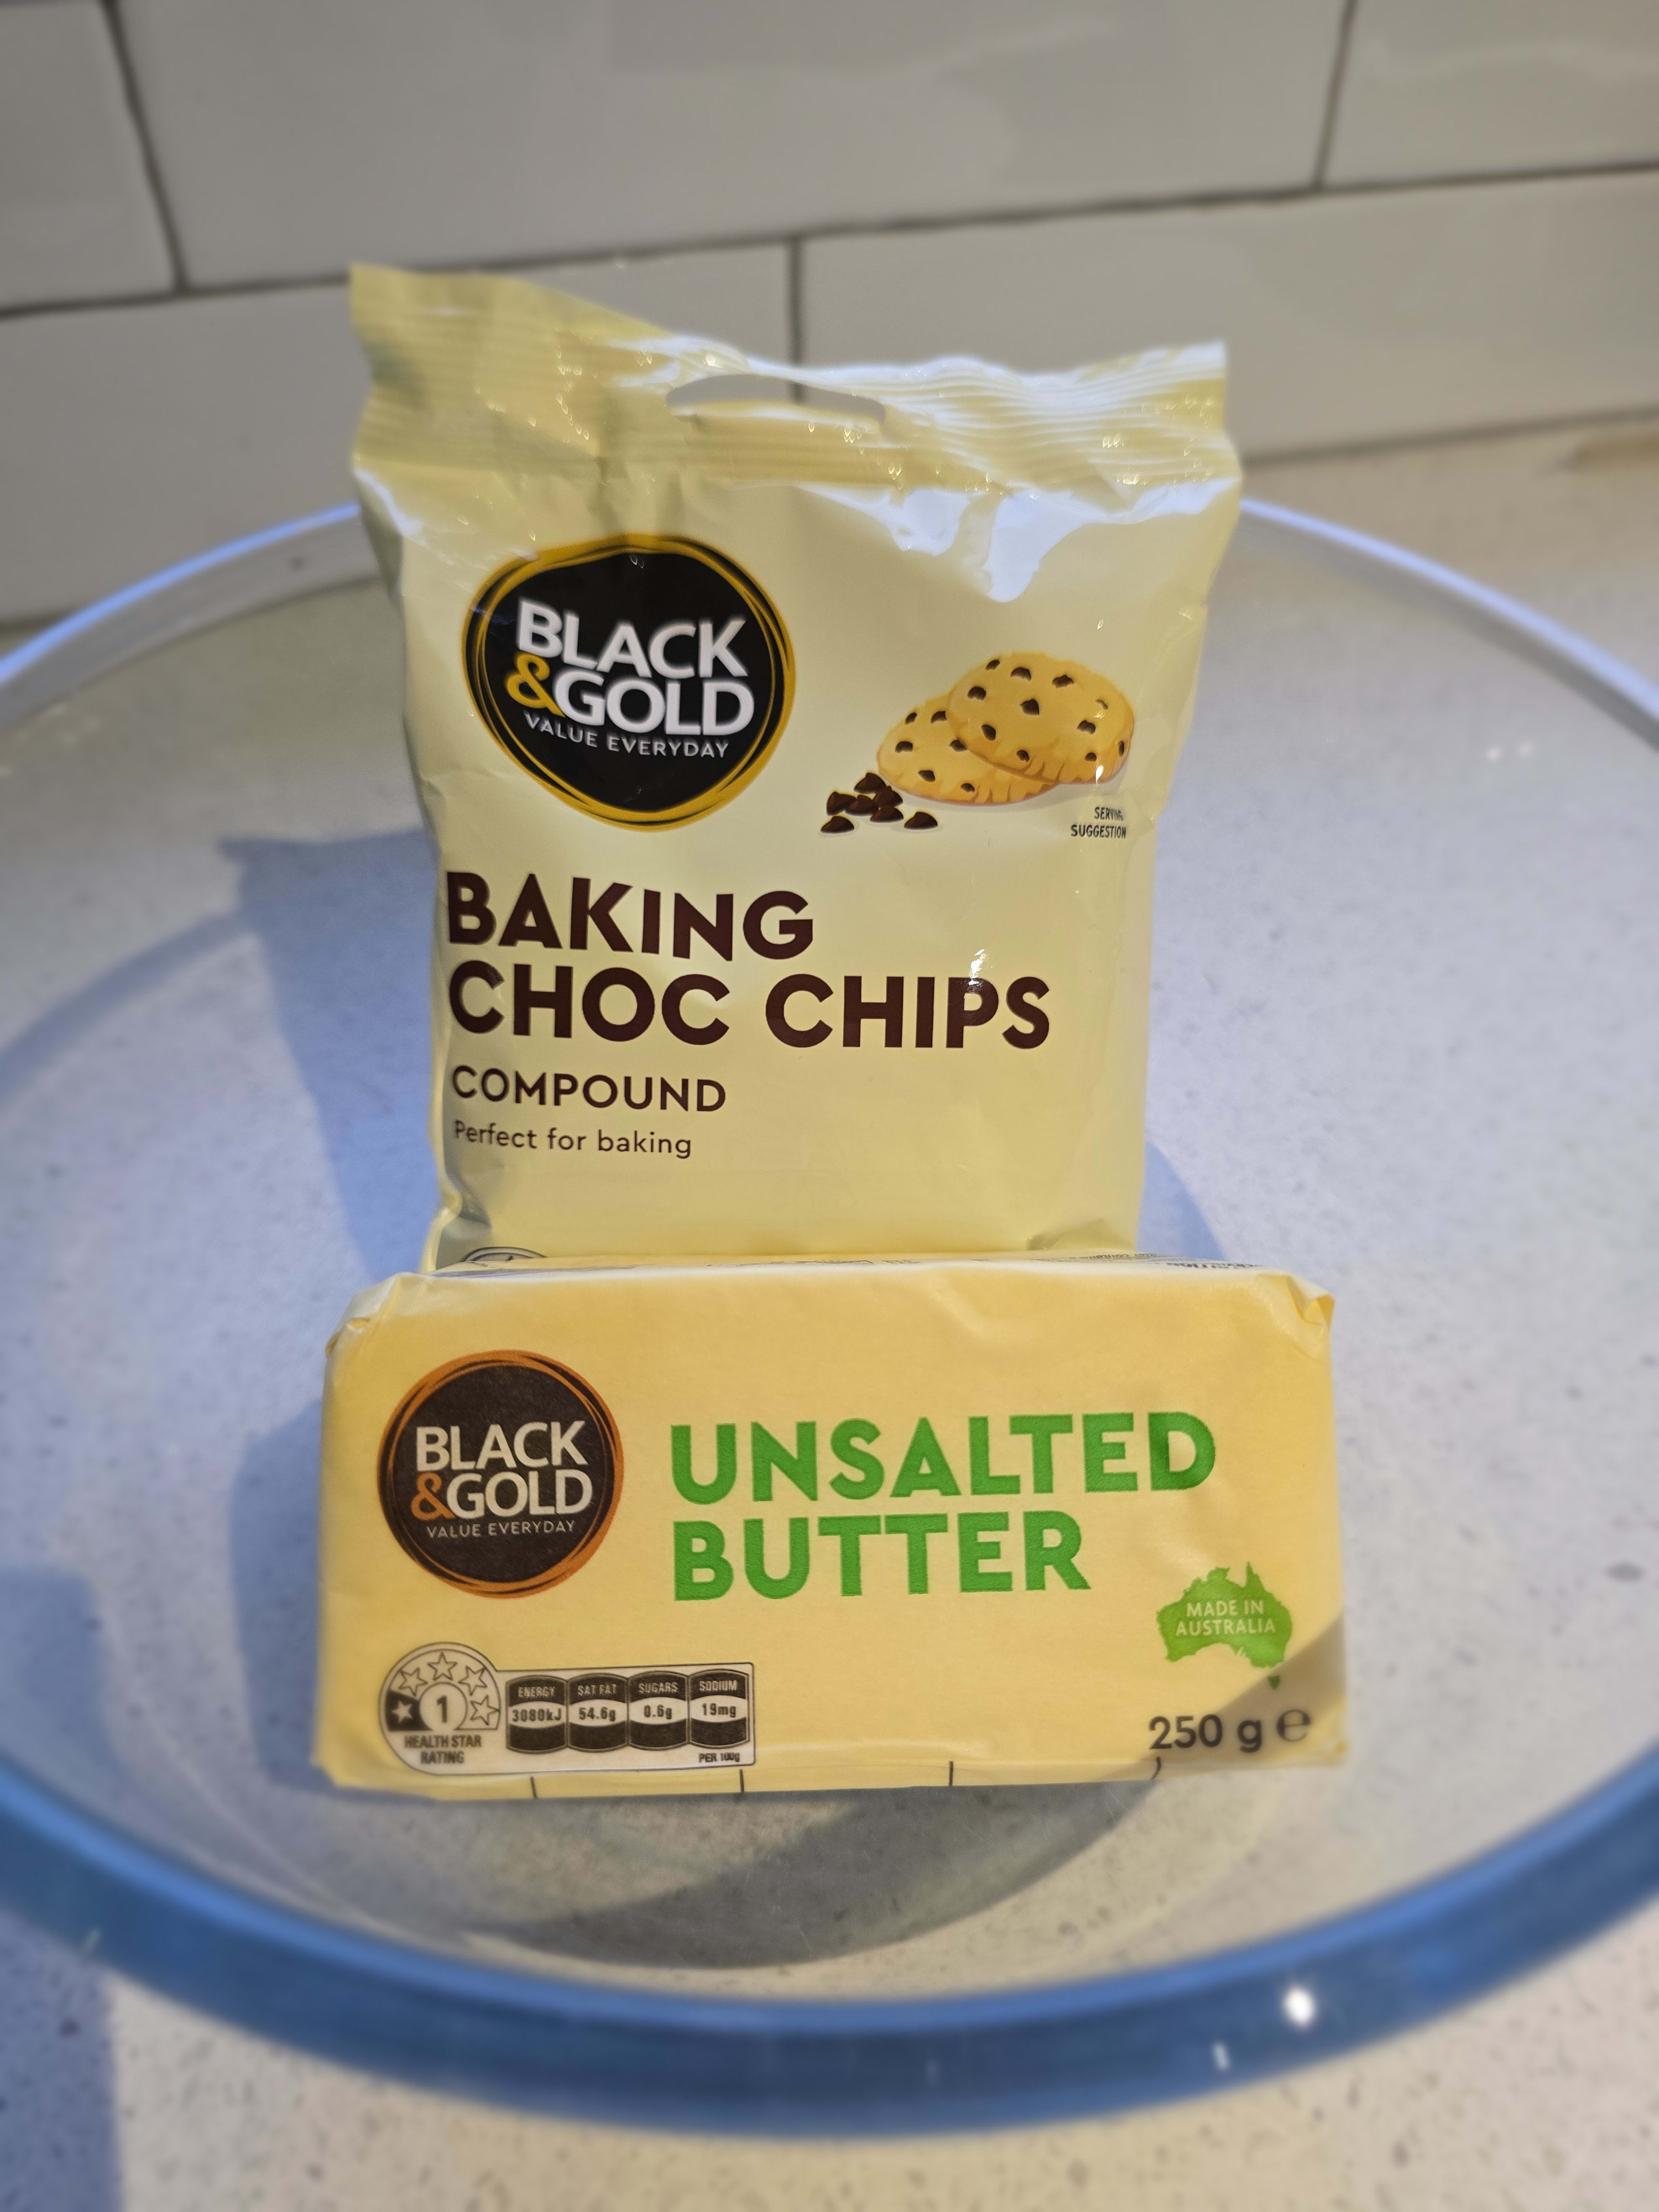 BLACK
&GOLD
VALUE EVERYDAY
SERVING
SUGGESTION
BAKING
CHOC CHIPS
COMPOUND
Perfect for baking
BLACK
&GOLD
VALUE EVERYDAY
UNSALTED
BUTTER
MADE IN
AUSTRALIA
1
HEALTH STAR
RATING
ENERGY 3080kJ
SAT FAT 54.6g
SUGARS 0.6g
SODIUM 19mg
PER 100g
250 g e